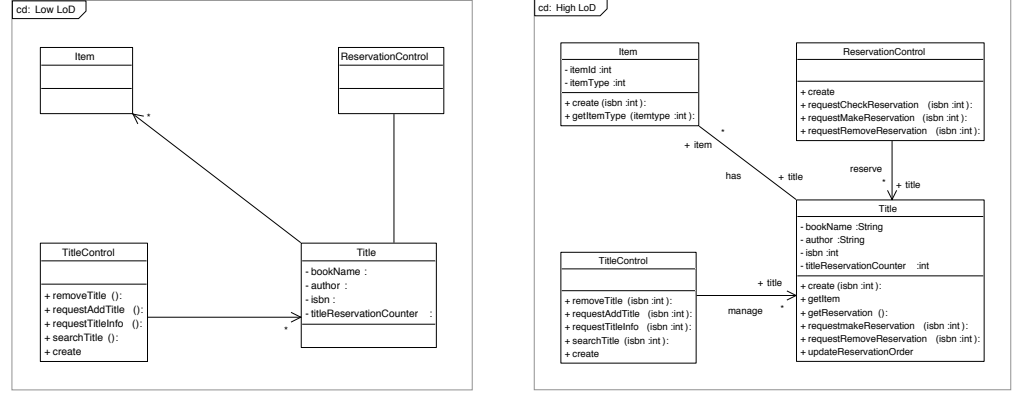 cd: Low LoD
Item
ReservationControl
*
TitleControl
+ removeTitle ():
+ requestAddTitle ():
+ requestTitleInfo ():
+ searchTitle ():
+ create
*
Title
- bookName :
- author :
- isbn :
- titleReservationCounter :
cd: High LoD
Item
- itemId :int
- itemType :int
+ create (isbn :int ):
+ getItemType (itemtype :int ):
ReservationControl
+ create
+ requestCheckReservation (isbn :int ):
+ requestMakeReservation (isbn :int ):
+ requestRemoveReservation (isbn :int ):
*
+ item
has
+ title
reserve
*
+ title
TitleControl
+ removeTitle (isbn :int ):
+ requestAddTitle (isbn :int ):
+ requestTitleInfo (isbn :int ):
+ searchTitle (isbn :int ):
+ create
+ title
manage
*
Title
- bookName :String
- author :String
- isbn :int
- titleReservationCounter :int
+ create (isbn :int ):
+ getItem
+ getReservation ():
+ requestmakeReservation (isbn :int ):
+ requestRemoveReservation (isbn :int ):
+ updateReservationOrder